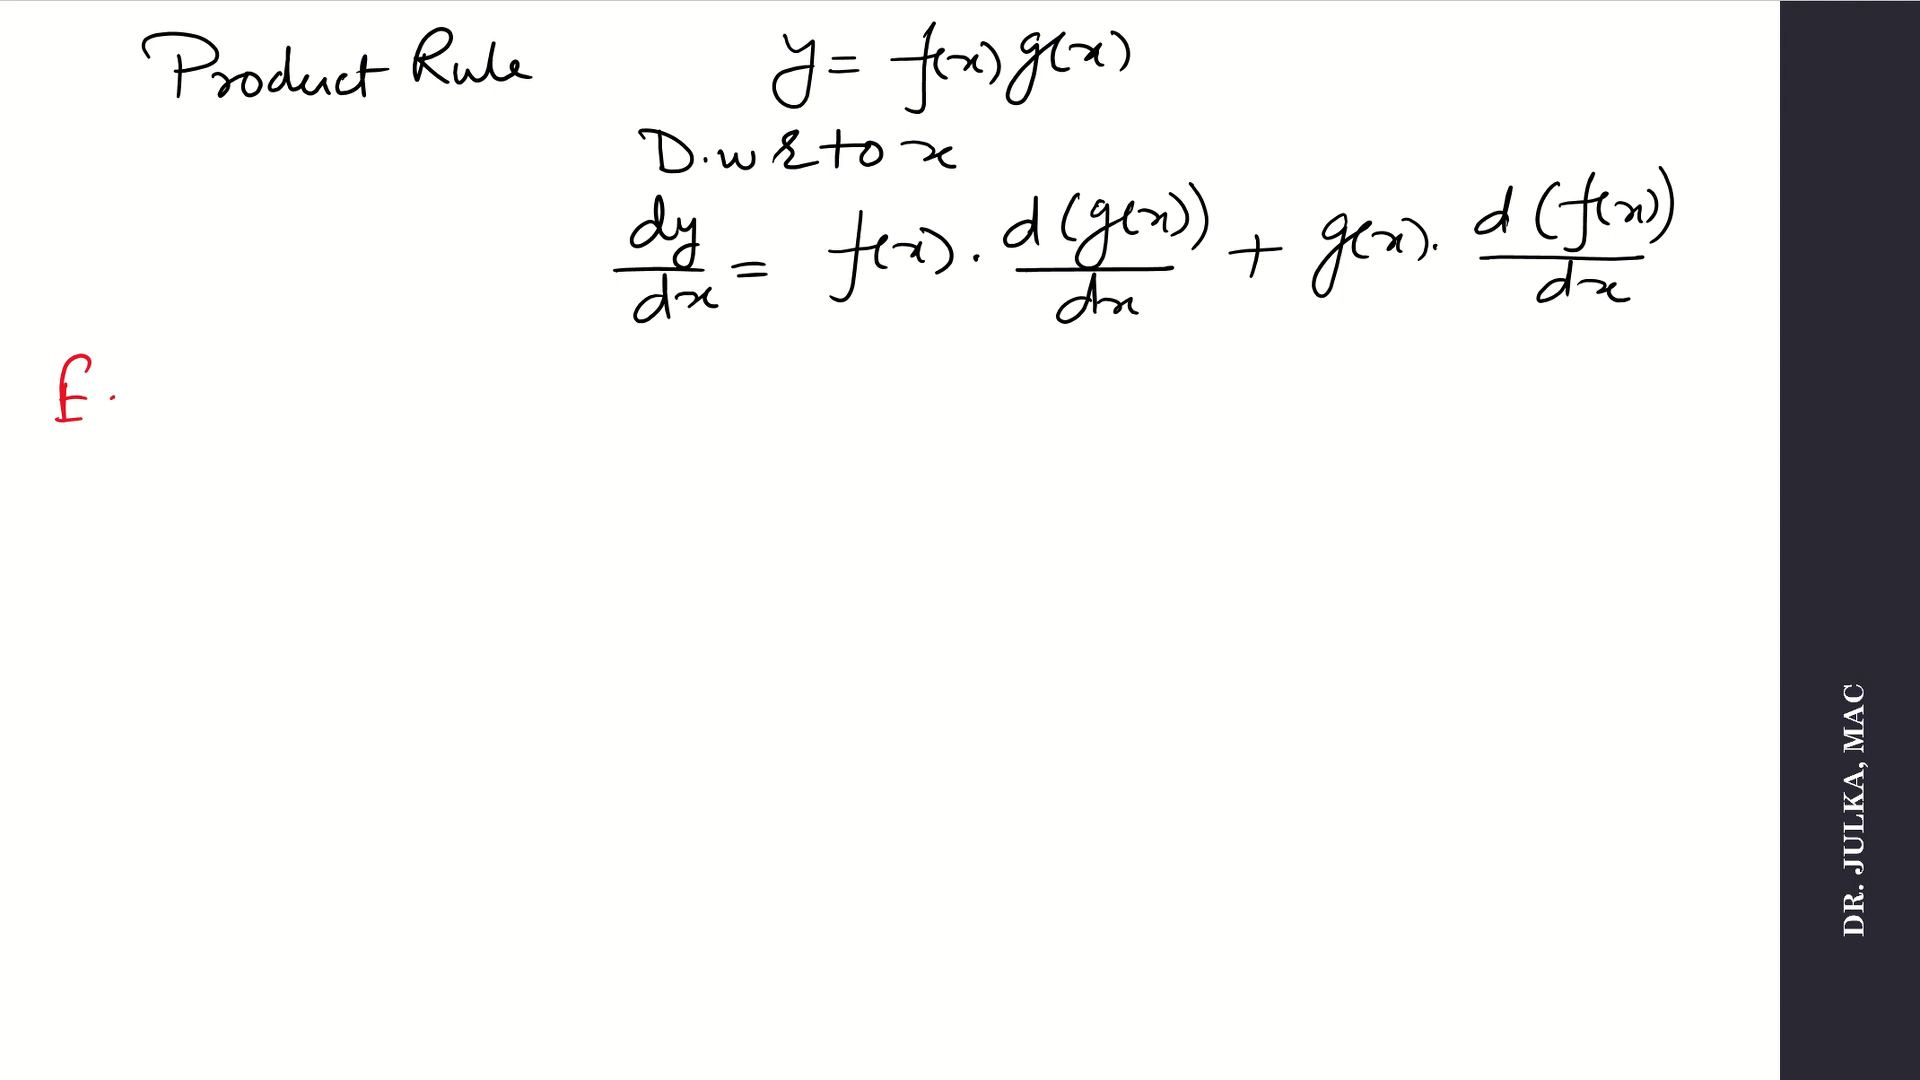 Product Rule y = f(x) g(x)
D.w r to x
dy/dx = f(x) . d(g(x))/dx + g(x) . d(f(x))/dx
E.
DR. JULKA, MAC